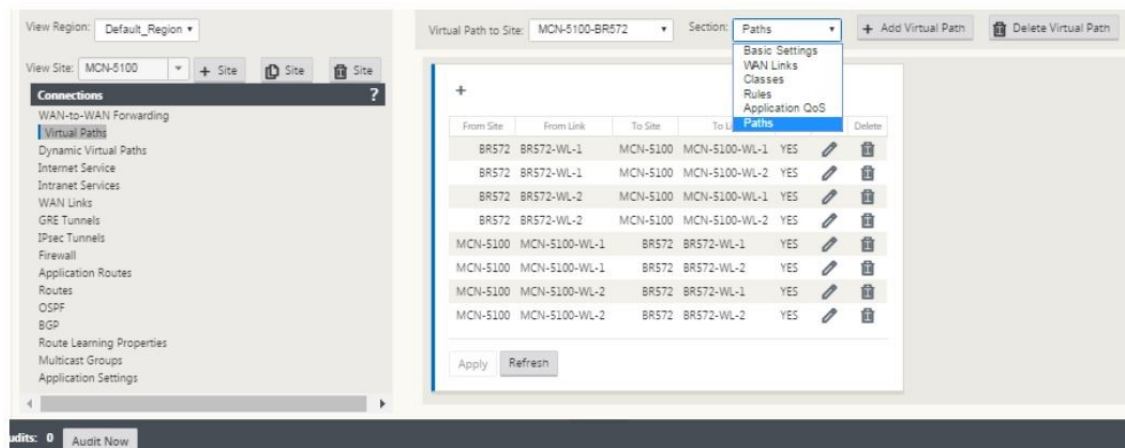 View Region: Default_Region
Virtual Path to Site: MCN-5100-BR572 Section: Paths + Add Virtual Path Delete Virtual Path
Basic Settings
WAN Links
Classes
Rules
Application QoS
Paths
View Site: MCN-5100 + Site Site Site
Connections ?
WAN-to-WAN Forwarding
Virtual Paths
Dynamic Virtual Paths
Internet Service
Intranet Services
WAN Links
GRE Tunnels
IPsec Tunnels
Firewall
Application Routes
Routes
OSPF
BGP
Route Learning Properties
Multicast Groups
Application Settings
+
From Site From Link To Site Delete
BR572 BR572-WL-1 MCN-5100 MCN-5100-WL-1 YES
BR572 BR572-WL-1 MCN-5100 MCN-5100-WL-2 YES
BR572 BR572-WL-2 MCN-5100 MCN-5100-WL-1 YES
BR572 BR572-WL-2 MCN-5100 MCN-5100-WL-2 YES
MCN-5100 MCN-5100-WL-1 BR572 BR572-WL-1 YES
MCN-5100 MCN-5100-WL-1 BR572 BR572-WL-2 YES
MCN-5100 MCN-5100-WL-2 BR572 BR572-WL-1 YES
MCN-5100 MCN-5100-WL-2 BR572 BR572-WL-2 YES
Apply Refresh
udits: 0 Audit Now